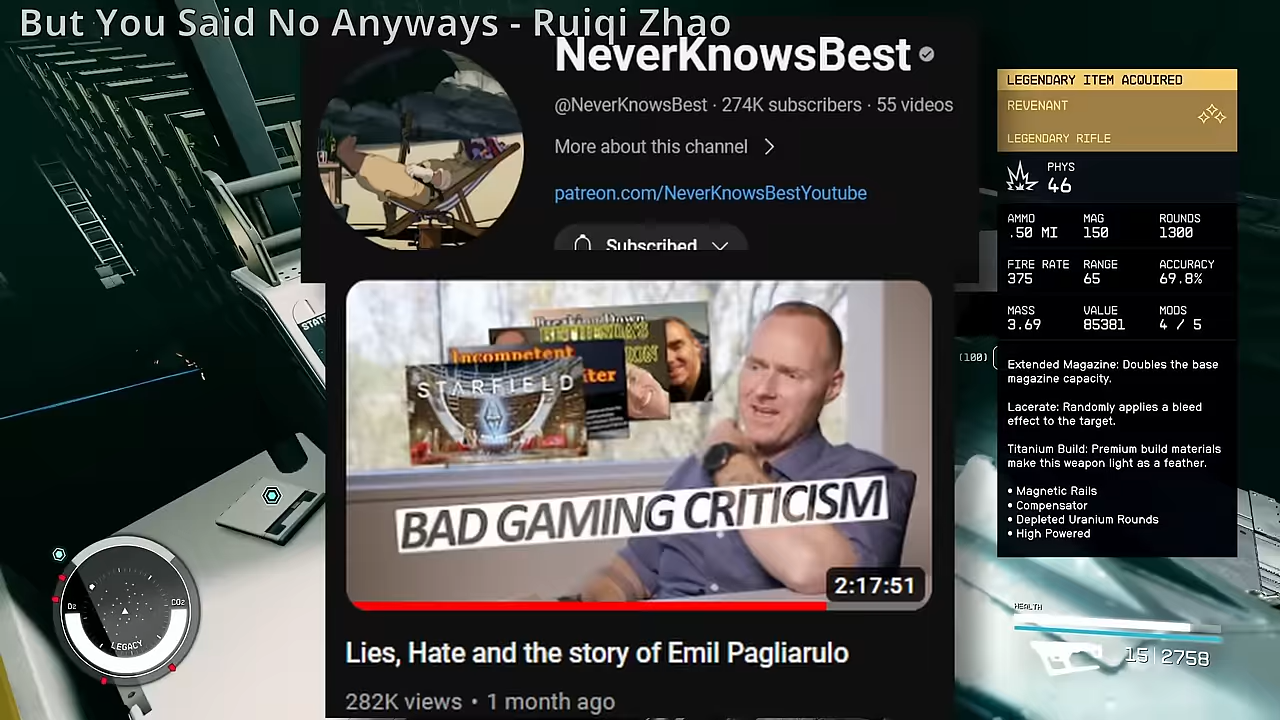 But You Said No Anyways - Ruiqi Zhao
NeverKnowsBest
@NeverKnowsBest · 274K subscribers · 55 videos
More about this channel
patreon.com/NeverKnowsBestYoutube
Subscribed
Incompetent
STARFIELD
BAD GAMING CRITICISM
2:17:51
Lies, Hate and the story of Emil Pagliarulo
282K views • 1 month ago
LEGENDARY ITEM ACQUIRED
REVENANT
LEGENDARY RIFLE
PHYS
46
AMMO MAG ROUNDS
.50 MI 150 1300
FIRE RATE RANGE ACCURACY
375 65 69.8%
MASS VALUE MODS
3.69 85381 4 / 5
(100)
Extended Magazine: Doubles the base
magazine capacity.
Lacerate: Randomly applies a bleed
effect to the target.
Titanium Build: Premium build materials
make this weapon light as a feather.
• Magnetic Rails
• Compensator
• Depleted Uranium Rounds
• High Powered
O2 CO2
LEGACY
HEALTH
15|2758